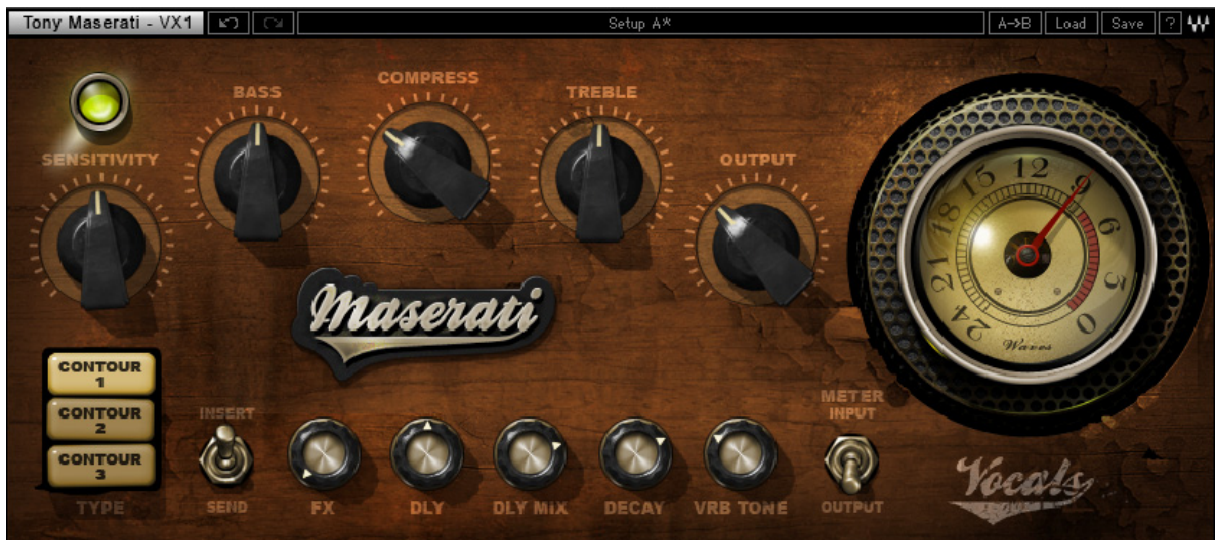 Tony Maserati - VX1
Setup A*
A->B
Load
Save
?
COMPRESS
BASS
TREBLE
SENSITIVITY
OUTPUT
12
15
9
18
6
21
3
24
0
Waves
Maserati
CONTOUR
1
CONTOUR
2
CONTOUR
3
TYPE
INSERT
SEND
FX
DLY
DLY MIX
DECAY
VRB TONE
METER
INPUT
OUTPUT
Vocals